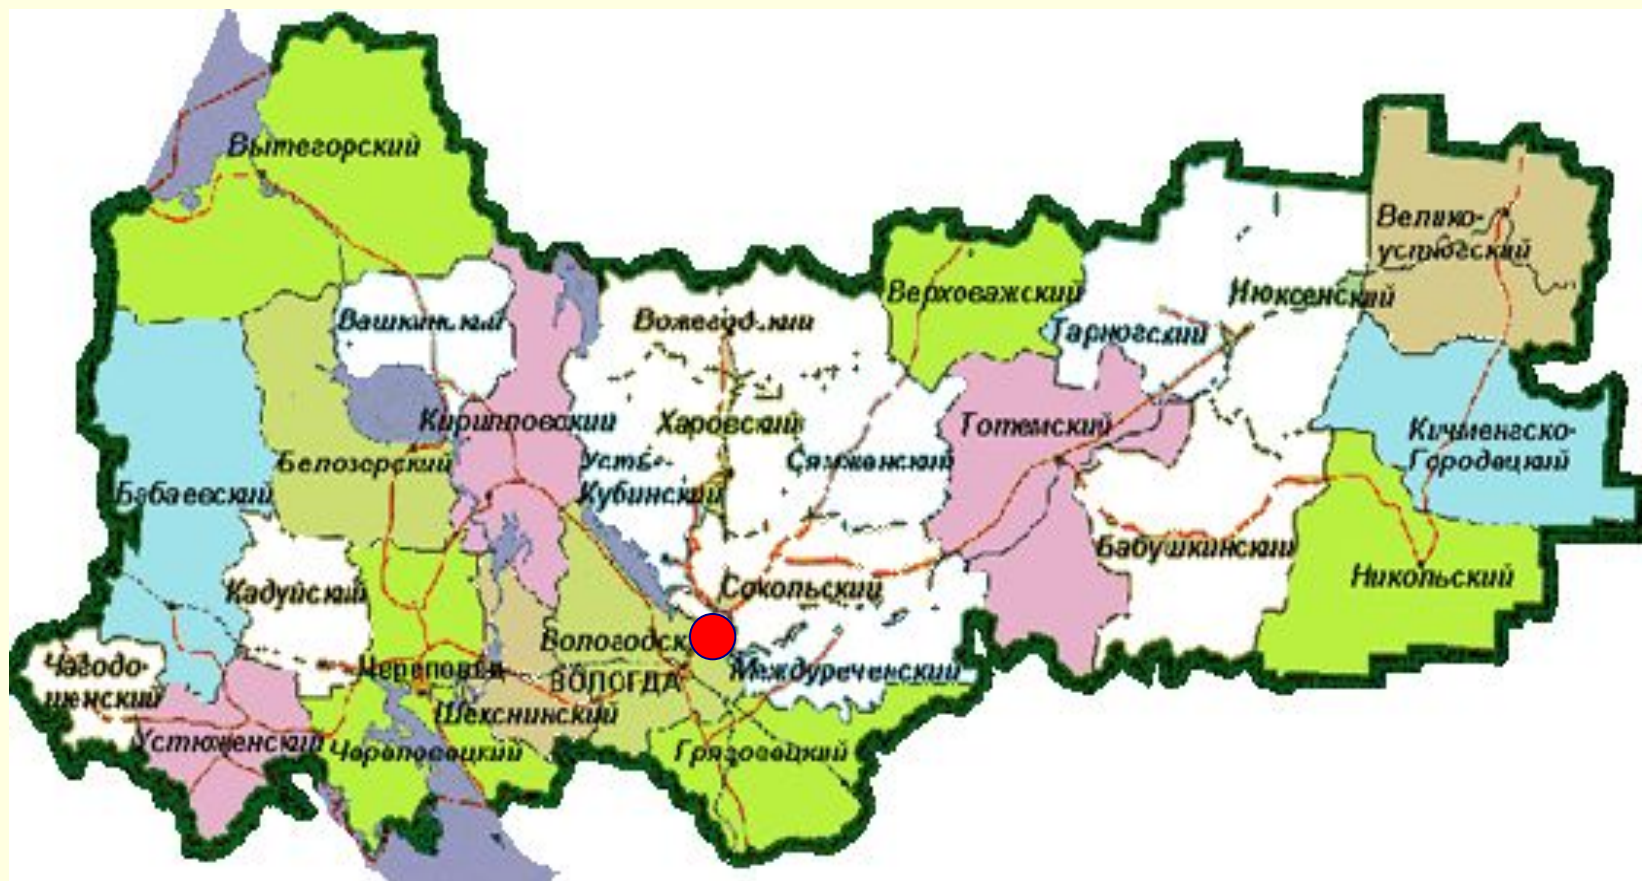 Вытегорский
Велико-
устюгский
Верховажский
Нюксенский
Вашкинский
Вожегодский
Тарногский
Кирилловский
Харовский
Тотемский
Кичменгско-
Городецкий
Белозерский
Усть-
Кубинский
Сямженский
Бабаевский
Бабушкинский
Никольский
Кадуйский
Сокольский
Вологодск
Междуреченский
Чагодо-
щенский
Череповец
ВОЛОГДА
Шекснинский
Устюженский
Череповецкий
Грязовецкий